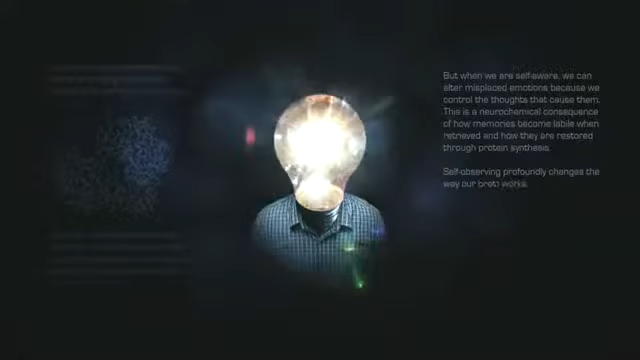 But when we are self-aware, we can
alter misplaced emotions because we
control the thoughts that cause them.
This is a neurochemical consequence
of how memories become labile when
retrieved and how they are restored
through protein synthesis.
Self-observing profoundly changes the
way our works.